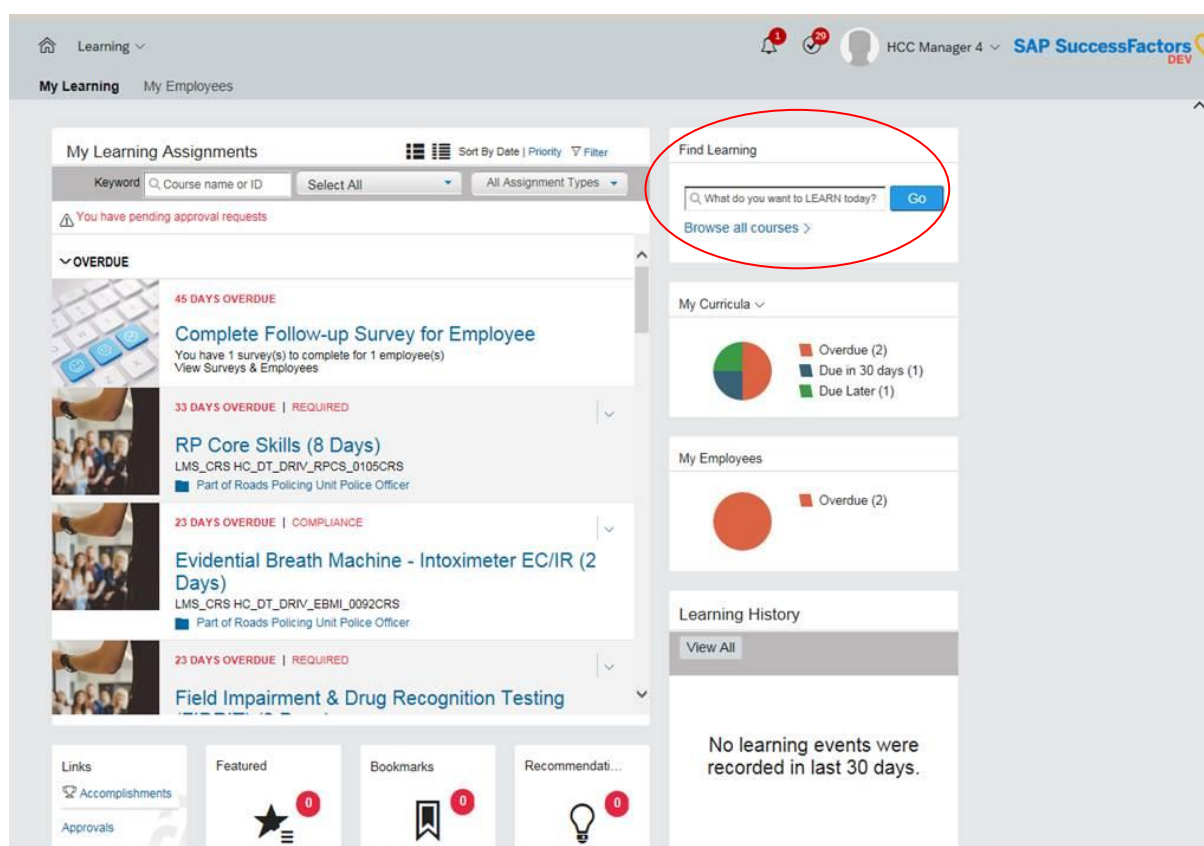 Learning
1
29
HCC Manager 4
SAP SuccessFactors
DEV
My Learning My Employees
My Learning Assignments
Sort By Date | Priority Filter
Keyword Course name or ID Select All All Assignment Types
You have pending approval requests
OVERDUE
45 DAYS OVERDUE
Complete Follow-up Survey for Employee
You have 1 survey(s) to complete for 1 employee(s)
View Surveys & Employees
33 DAYS OVERDUE | REQUIRED
RP Core Skills (8 Days)
LMS_CRS HC_DT_DRIV_RPCS_0105CRS
Part of Roads Policing Unit Police Officer
23 DAYS OVERDUE | COMPLIANCE
Evidential Breath Machine - Intoximeter EC/IR (2
Days)
LMS_CRS HC_DT_DRIV_EBMI_0092CRS
Part of Roads Policing Unit Police Officer
23 DAYS OVERDUE | REQUIRED
Field Impairment & Drug Recognition Testing
Find Learning
What do you want to LEARN today? Go
Browse all courses >
My Curricula
Overdue (2)
Due in 30 days (1)
Due Later (1)
My Employees
Overdue (2)
Learning History
View All
No learning events were
recorded in last 30 days.
Links
Accomplishments
Approvals
Featured
0
Bookmarks
0
Recommendati...
0